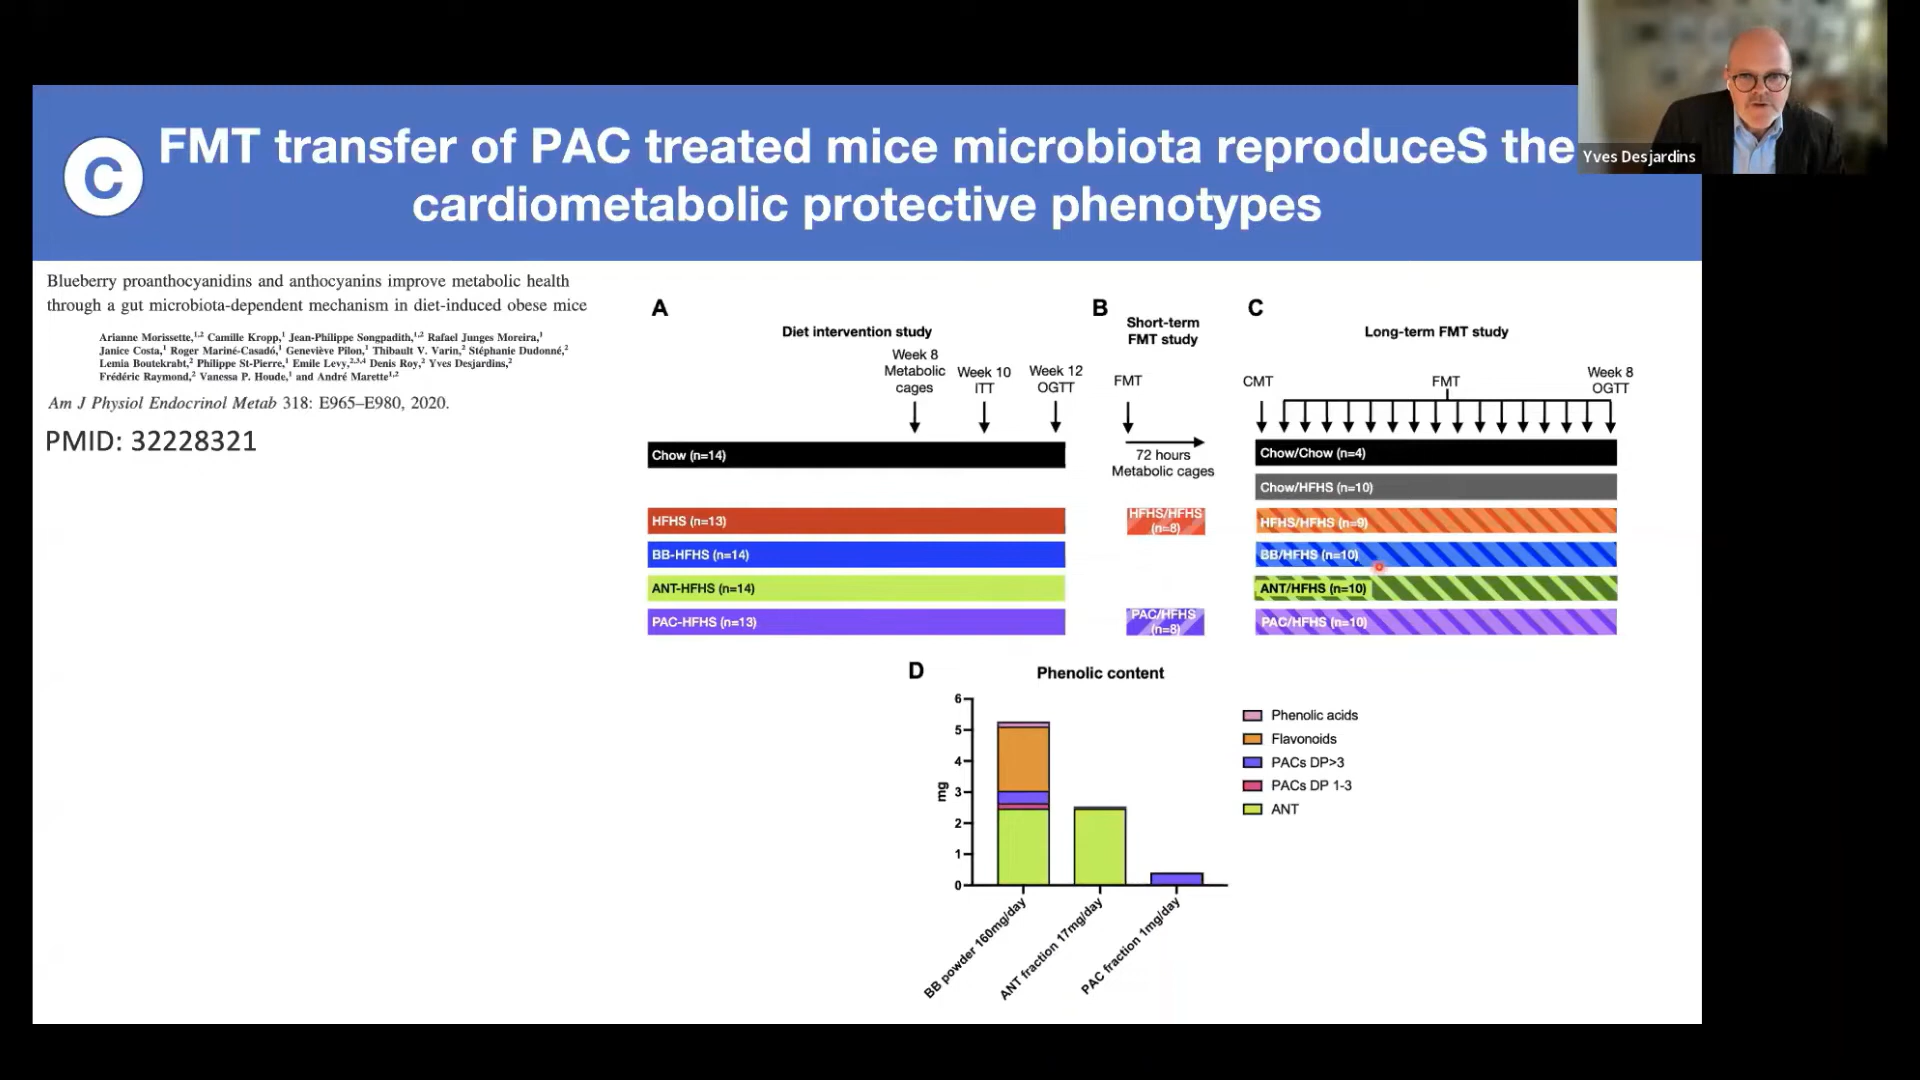 C
FMT transfer of PAC treated mice microbiota reproduceS the
cardiometabolic protective phenotypes
Yves Desjardins
Blueberry proanthocyanidins and anthocyanins improve metabolic health
through a gut microbiota-dependent mechanism in diet-induced obese mice
Arianne Morissette,1,2 Camille Kropp,1 Jean-Philippe Songpadith,1,2 Rafael Junges Moreira,1
Janice Costa,1 Roger Mariné-Casadó,1 Geneviève Pilon,1 Thibault V. Varin,2 Stéphanie Dudonné,2
Lemia Boutekrabt,2 Philippe St-Pierre,1 Emile Levy,2,3,4 Denis Roy,2 Yves Desjardins,2
Frédéric Raymond,2 Vanessa P. Houde,1 and André Marette1,2
Am J Physiol Endocrinol Metab 318: E965–E980, 2020.
PMID: 32228321
A
Diet intervention study
Week 8
Metabolic
cages
Week 10
ITT
Week 12
OGTT
Chow (n=14)
HFHS (n=13)
BB-HFHS (n=14)
ANT-HFHS (n=14)
PAC-HFHS (n=13)
B
Short-term
FMT study
FMT
72 hours
Metabolic cages
HFHS/HFHS
(n=8)
PAC/HFHS
(n=8)
C
Long-term FMT study
CMT
FMT
Week 8
OGTT
Chow/Chow (n=4)
Chow/HFHS (n=10)
HFHS/HFHS (n=9)
BB/HFHS (n=10)
ANT/HFHS (n=10)
PAC/HFHS (n=10)
D
Phenolic content
mg
6
5
4
3
2
1
0
BB powder 160mg/day
ANT fraction 17mg/day
PAC fraction 1mg/day
Phenolic acids
Flavonoids
PACs DP>3
PACs DP 1-3
ANT